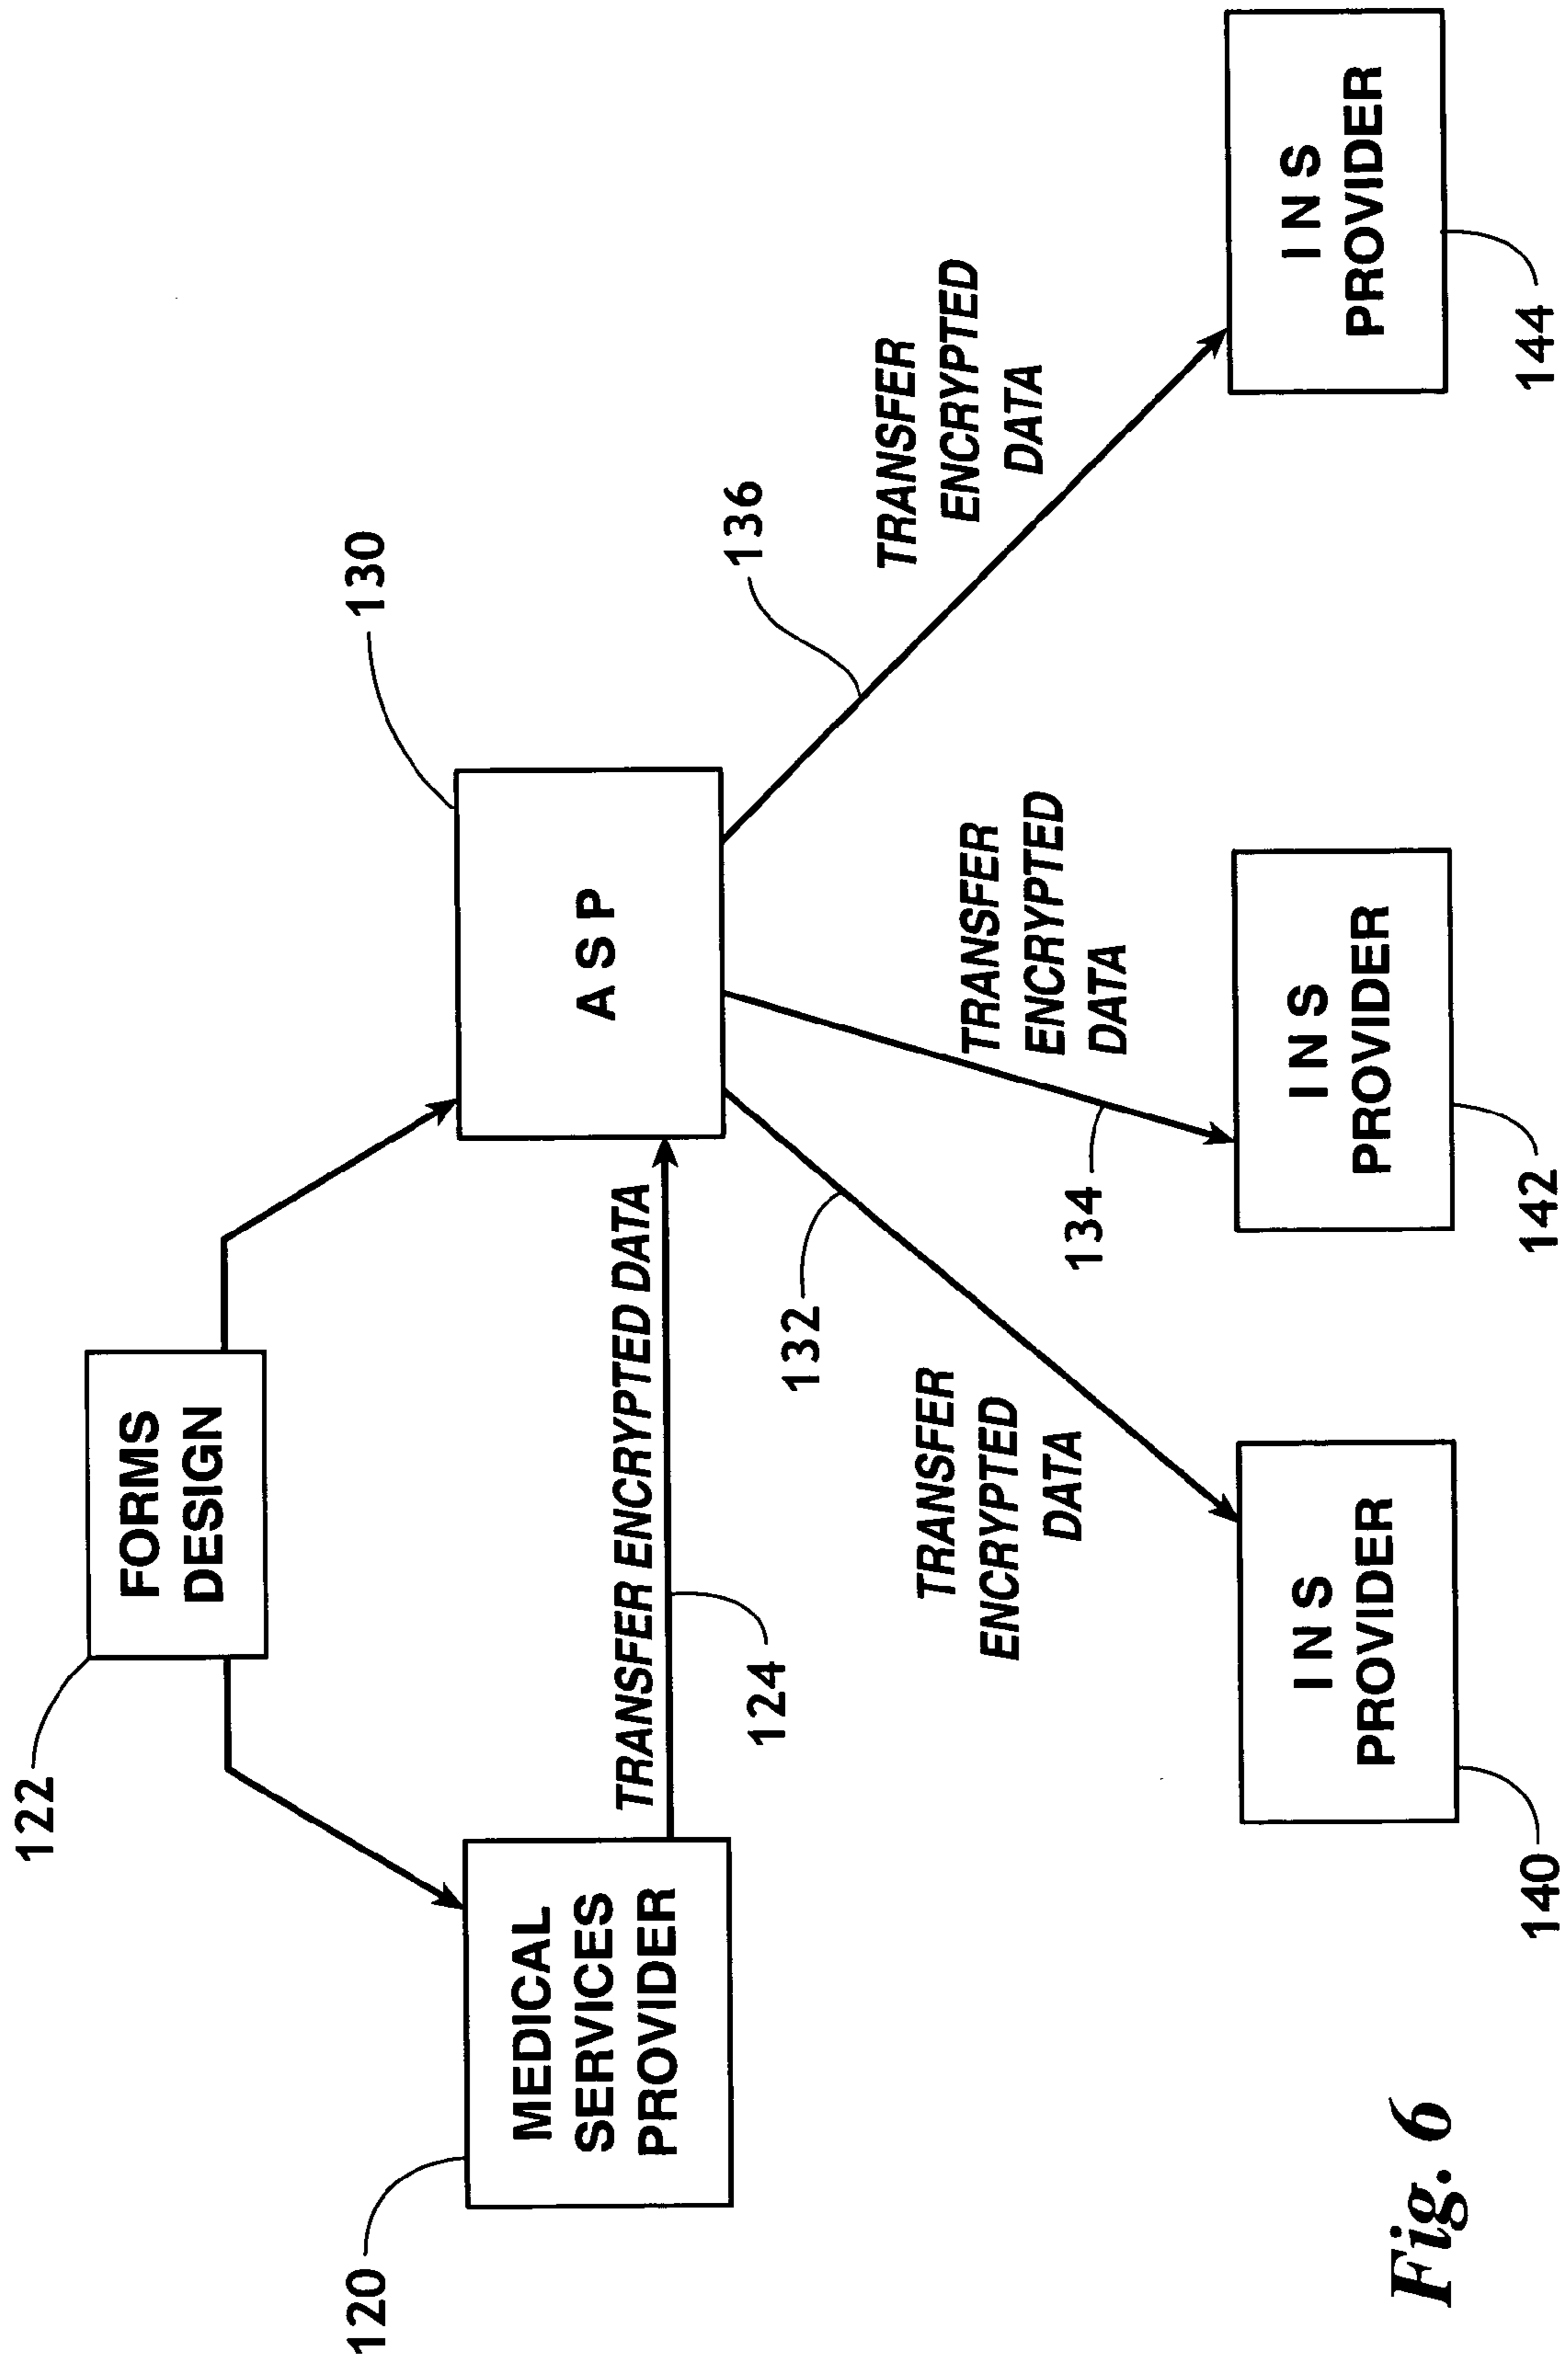 122
FORMS
DESIGN
130
120
MEDICAL
SERVICES
PROVIDER
TRANSFER ENCRYPTED DATA
124
A S P
136
TRANSFER
ENCRYPTED
DATA
132
TRANSFER
ENCRYPTED
DATA
134
TRANSFER
ENCRYPTED
DATA
I N S
PROVIDER
140
I N S
PROVIDER
142
I N S
PROVIDER
144
Fig. 6